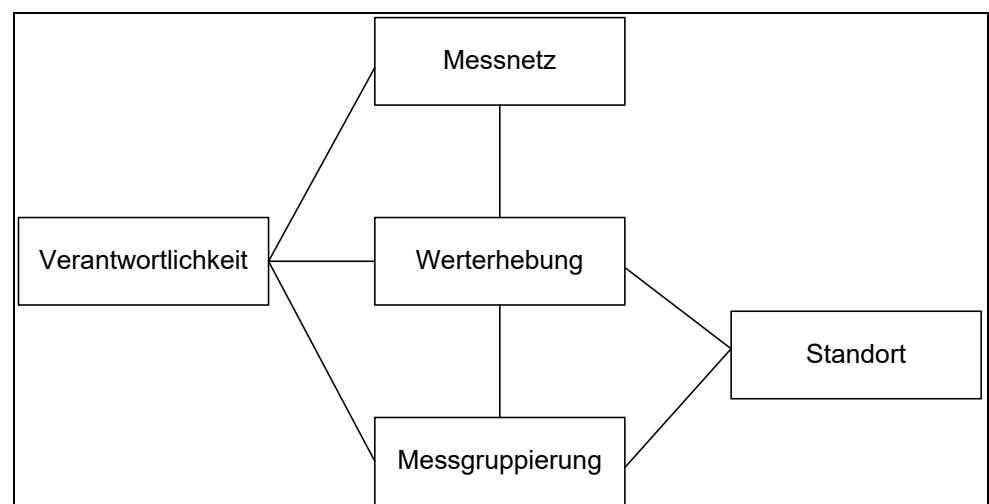 Messnetz
Verantwortlichkeit
Werterhebung
Standort
Messgruppierung